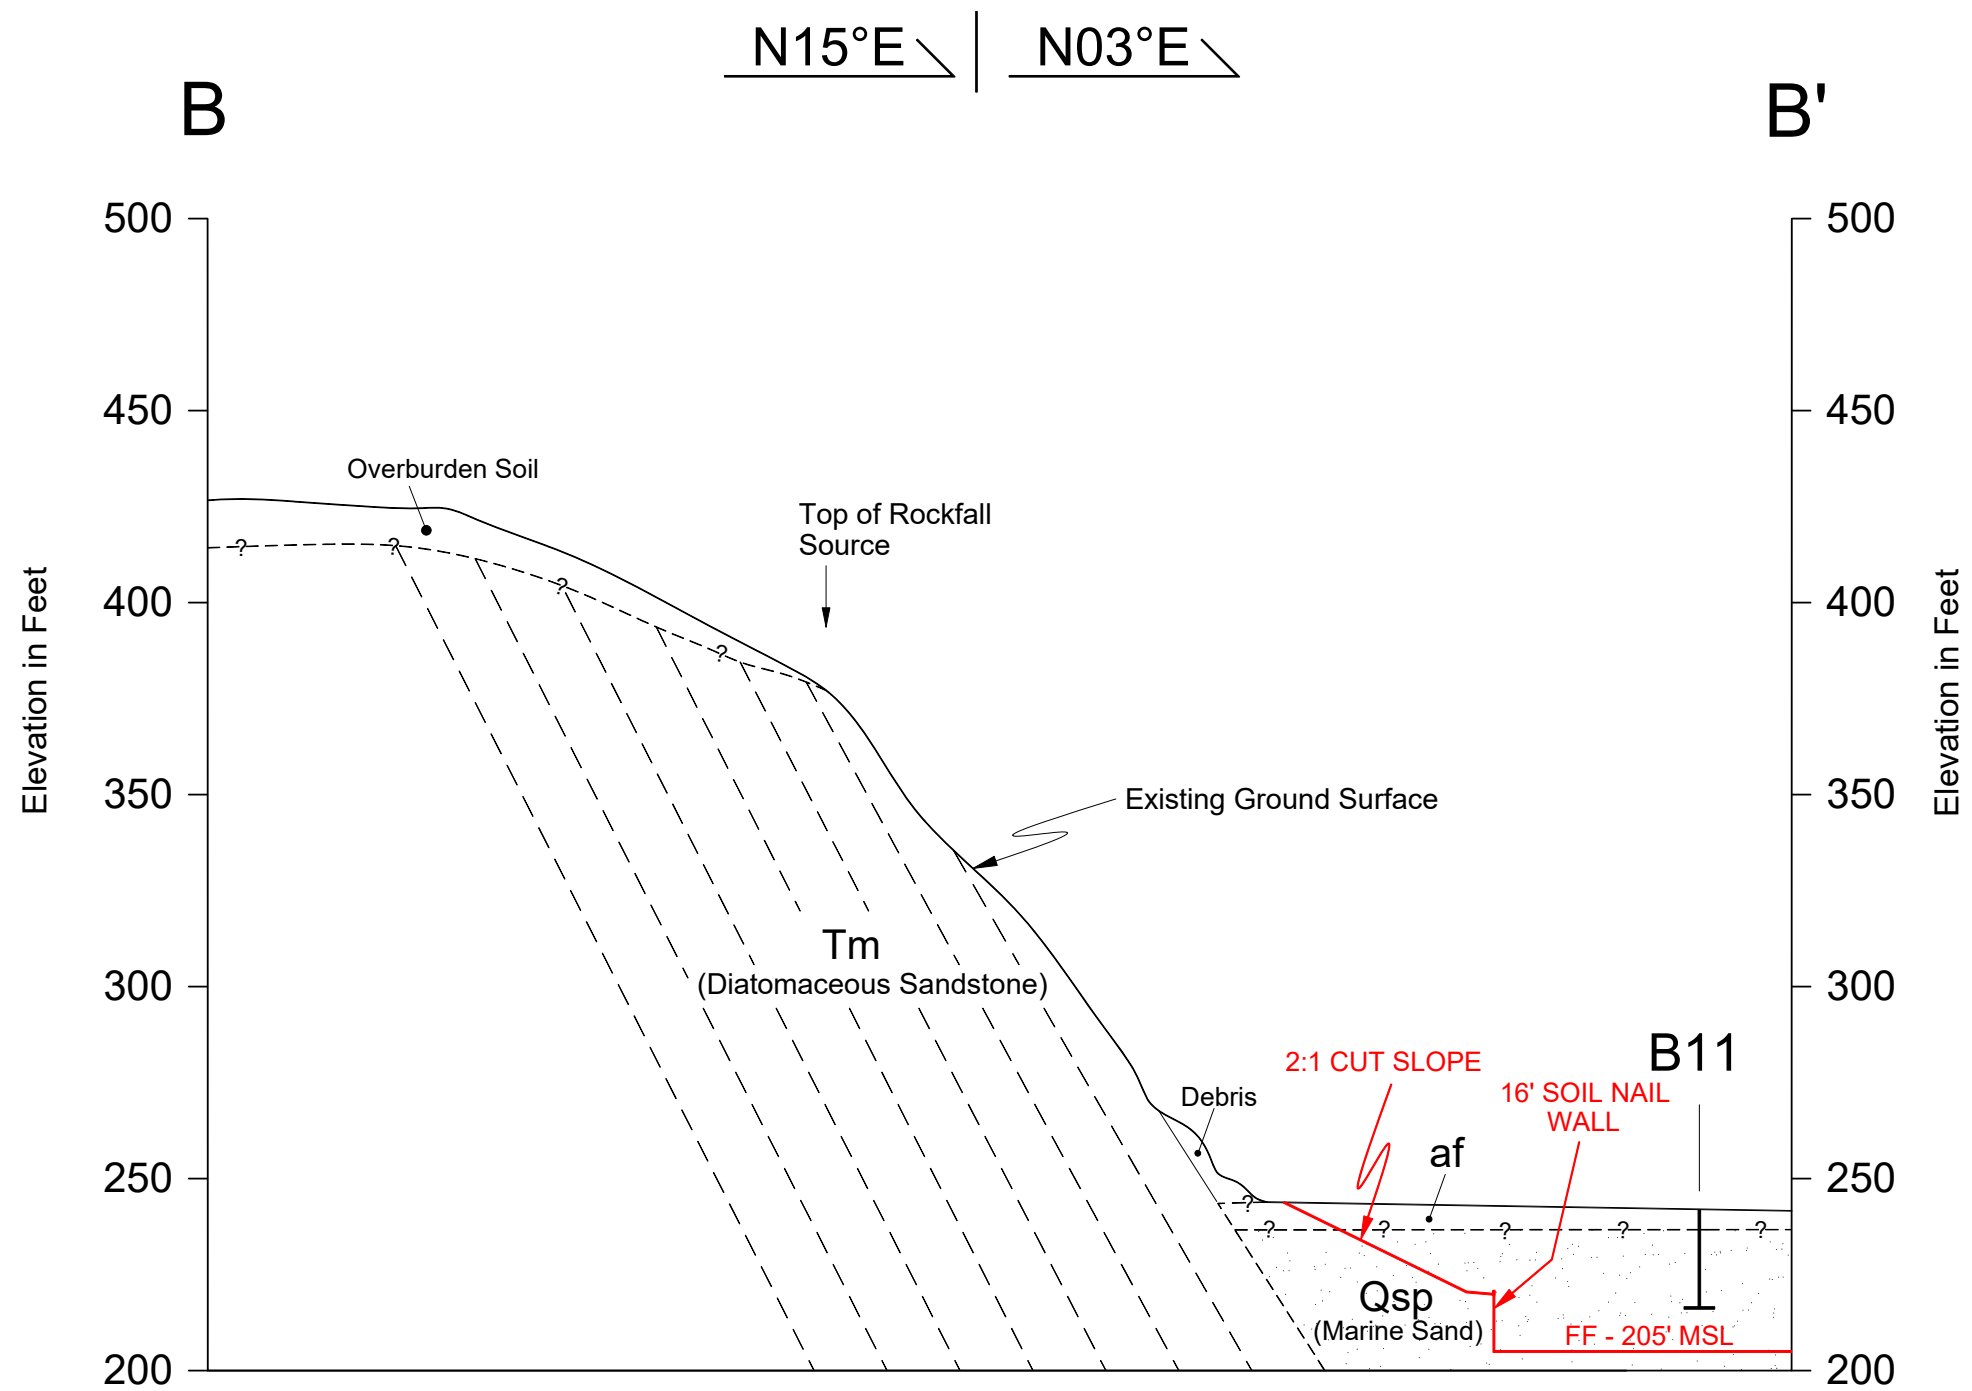 N15°E N03°E
B B'
500 500
450 450
Overburden Soil
Top of Rockfall
Source
? ? ? ?
400 400
Elevation in Feet
Elevation in Feet
350 350
Existing Ground Surface
Tm
(Diatomaceous Sandstone)
300 300
B11
2:1 CUT SLOPE
16' SOIL NAIL
WALL
Debris
af
250 250
?
? ? ? ? ?
Qsp
(Marine Sand)
FF - 205' MSL
200 200